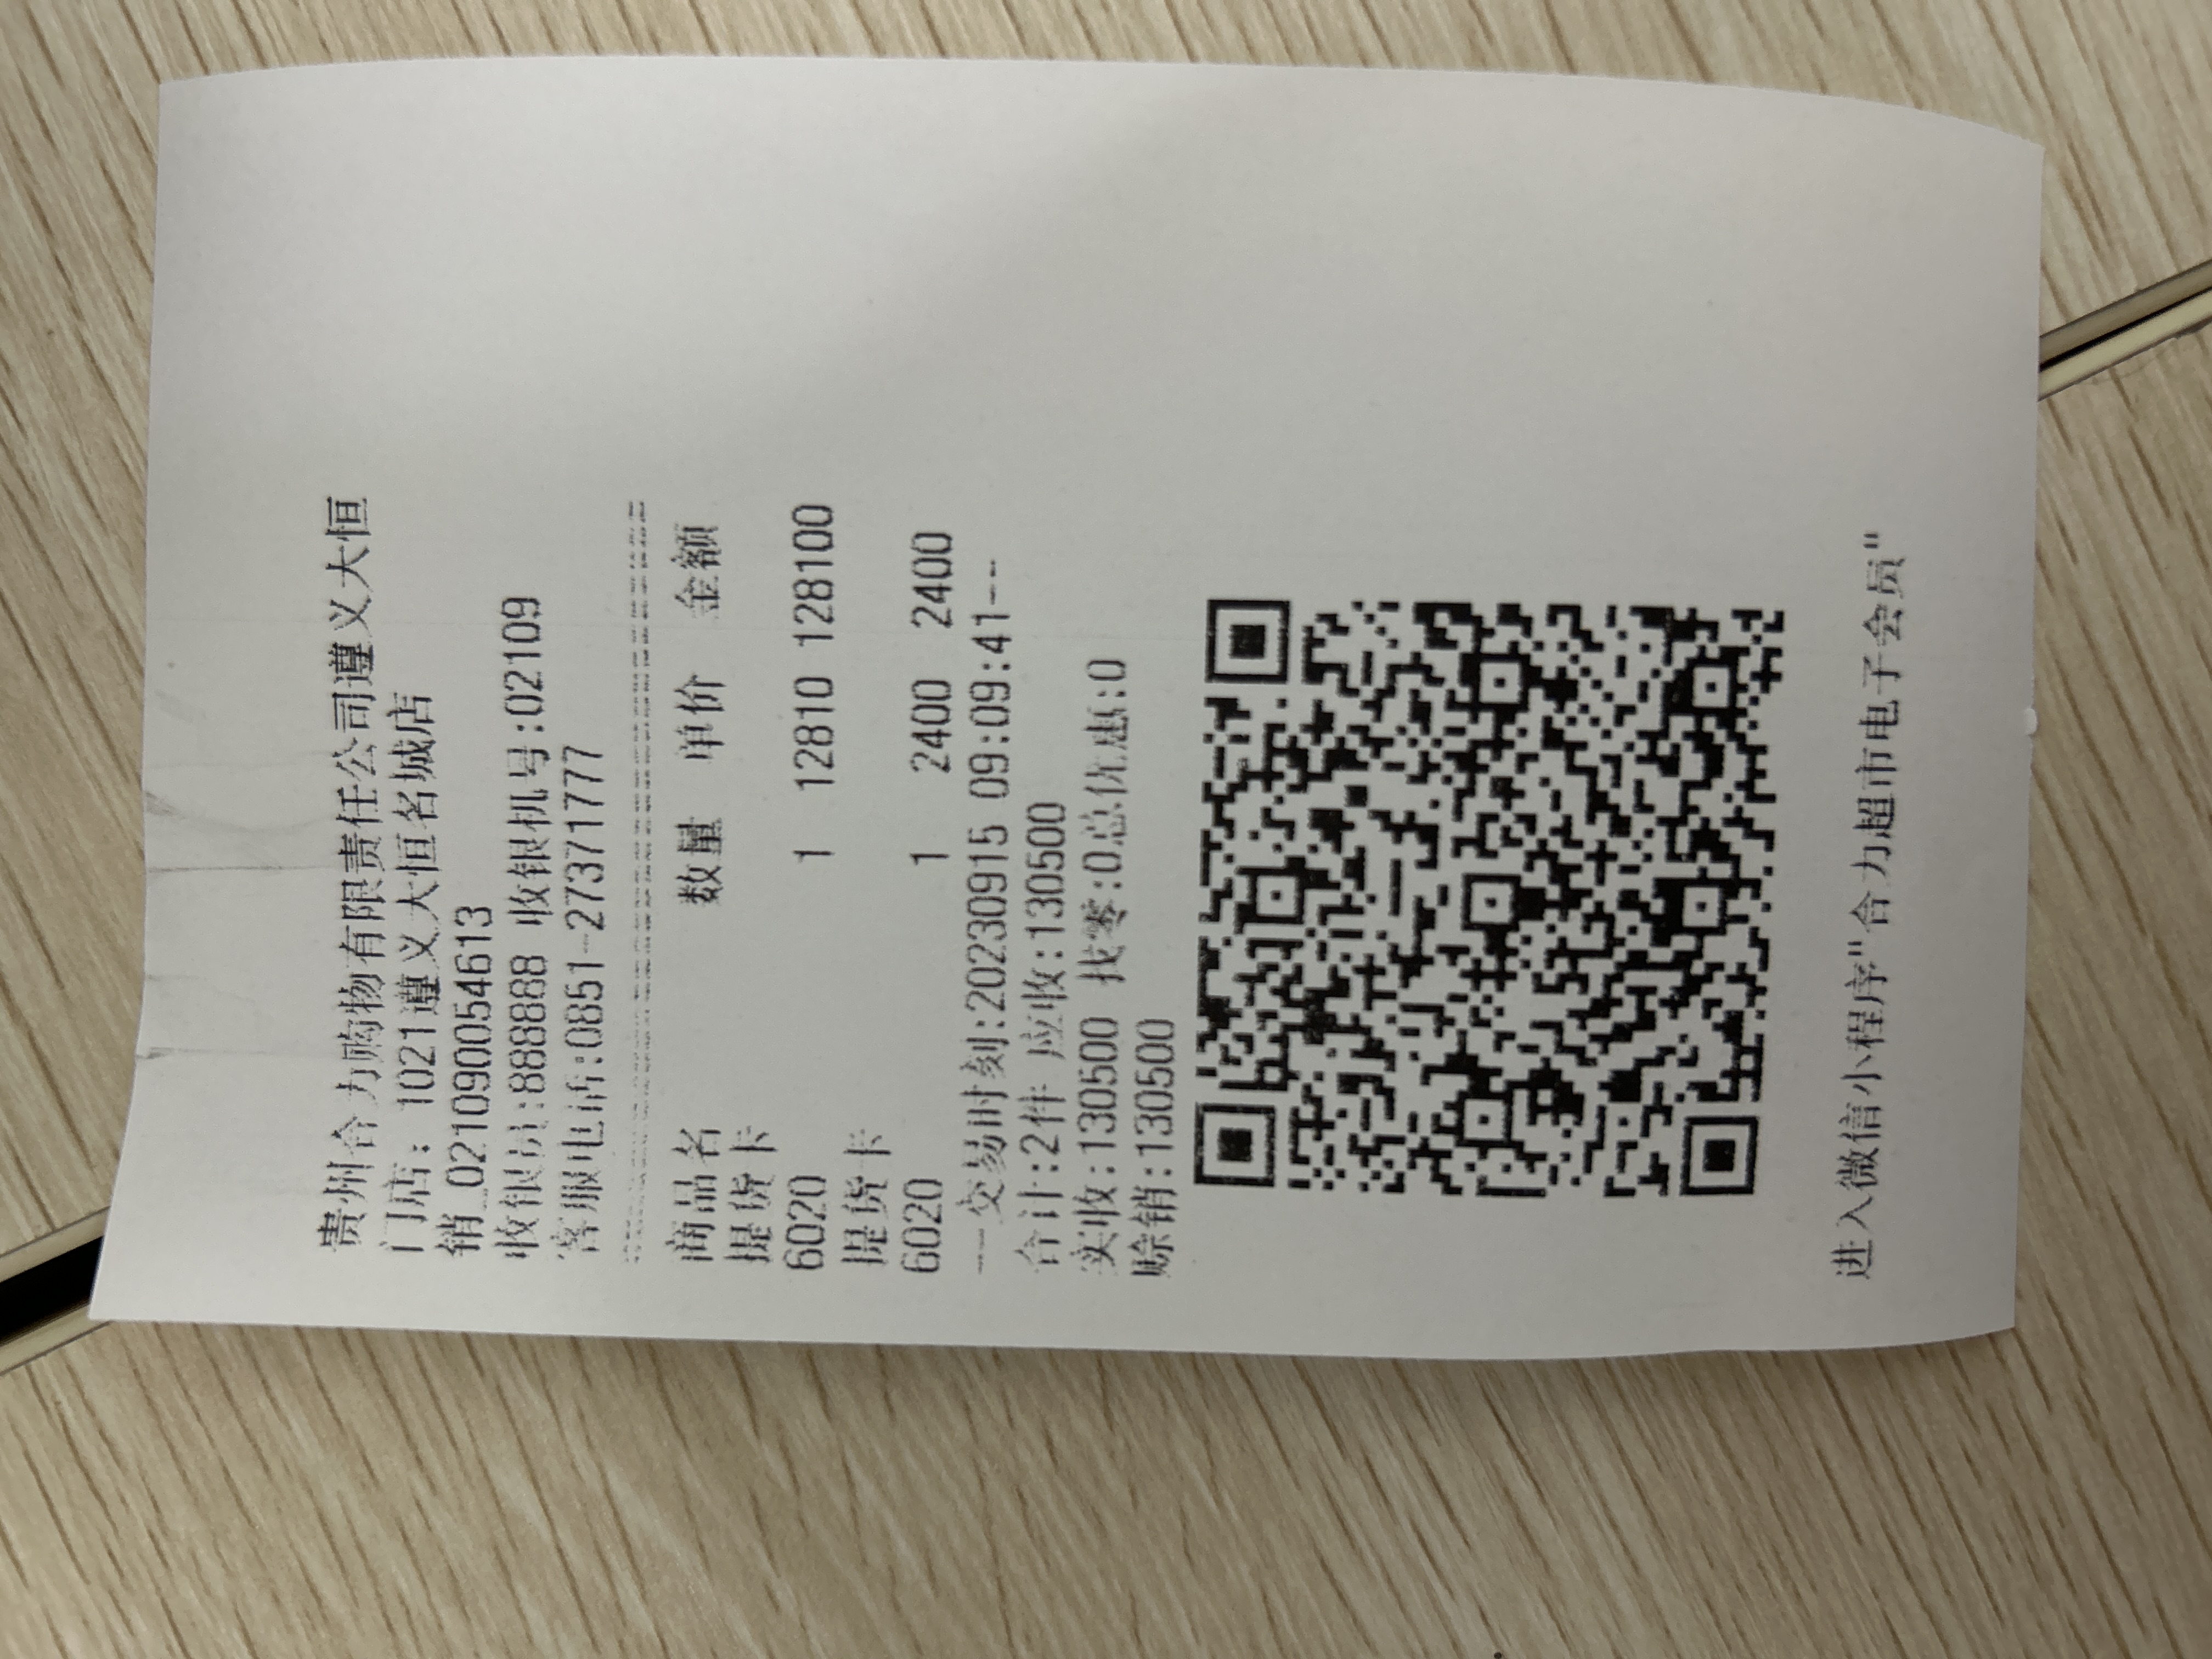 贵州合力购物有限责任公司遵义大恒
门店: 1021遵义大恒名城店
销_021090054613
收银员:888888 收银机号:02109
客服电话:0851-27371777
商品名 数量 单价 金额
提货卡
6020 1 12810 128100
提货卡
6020 1 2400 2400
--交易时刻:20230915 09:09:41--
合计:2件 应收:130500
实收:130500 找零:0总优惠:0
赊销:130500
进入微信小程序"合力超市电子会员"